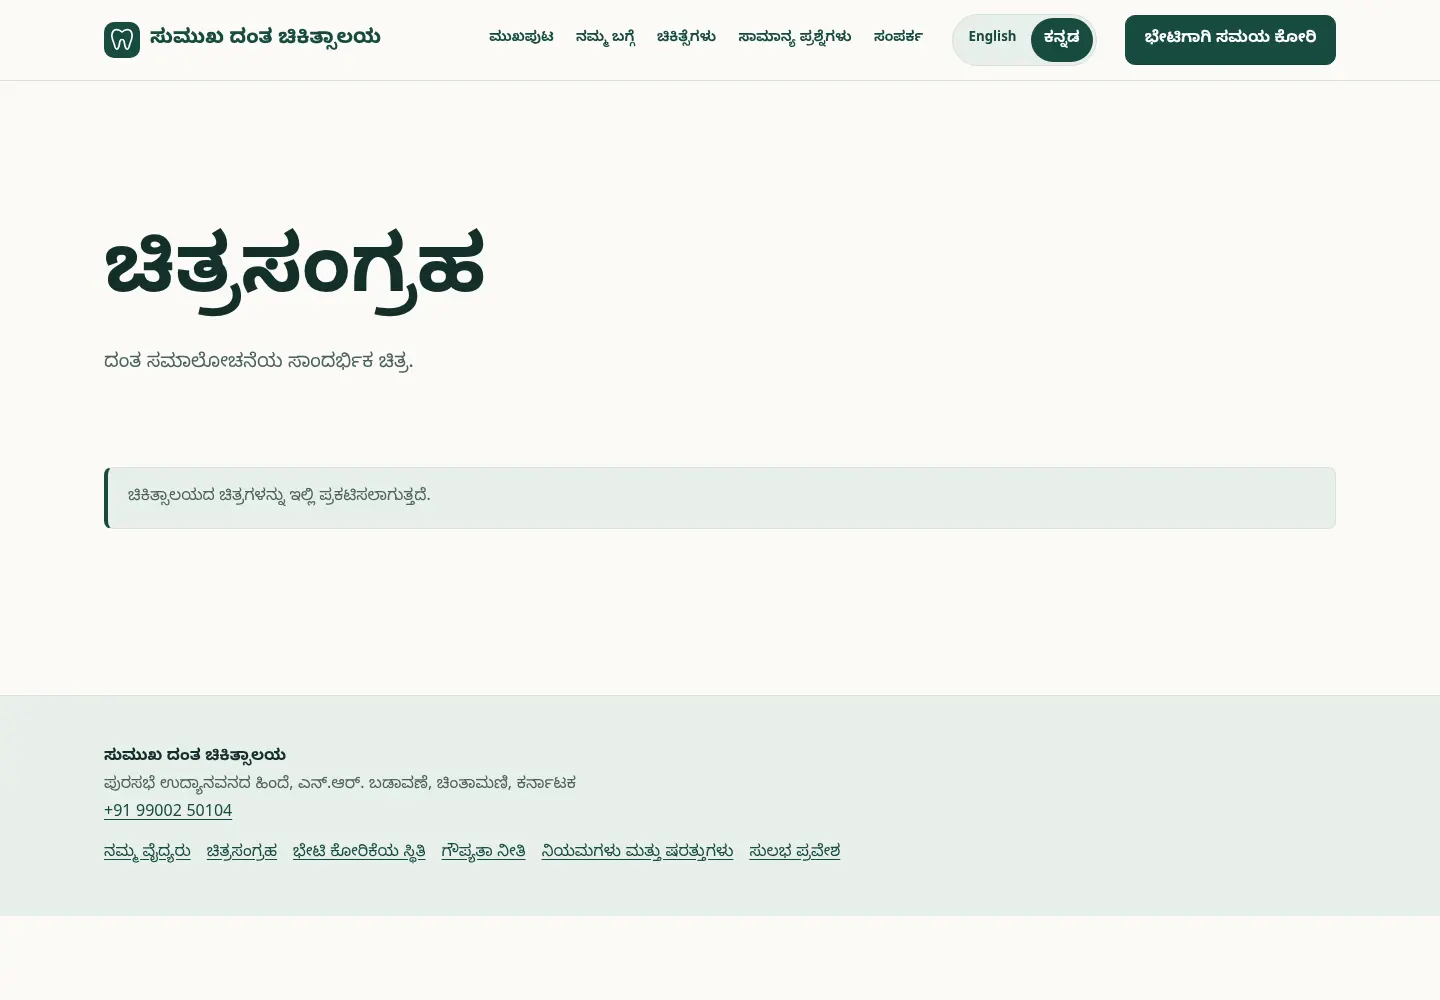 ಸುಮುಖ ದಂತ ಚಿಕಿತ್ಸಾಲಯ
ಮುಖಪುಟ ನಮ್ಮ ಬಗ್ಗೆ ಚಿಕಿತ್ಸೆಗಳು ಸಾಮಾನ್ಯ ಪ್ರಶ್ನೆಗಳು ಸಂಪರ್ಕ English ಕನ್ನಡ ಭೇಟಿಗಾಗಿ ಸಮಯ ಕೋರಿ
ಚಿತ್ರಸಂಗ್ರಹ
ದಂತ ಸಮಾಲೋಚನೆಯ ಸಾಂದರ್ಭಿಕ ಚಿತ್ರ.
ಚಿಕಿತ್ಸಾಲಯದ ಚಿತ್ರಗಳನ್ನು ಇಲ್ಲಿ ಪ್ರಕಟಿಸಲಾಗುತ್ತದೆ.
ಸುಮುಖ ದಂತ ಚಿಕಿತ್ಸಾಲಯ
ಪುರಸಭೆ ಉದ್ಯಾನವನದ ಹಿಂದೆ, ಎನ್.ಆರ್. ಬಡಾವಣೆ, ಚಿಂತಾಮಣಿ, ಕರ್ನಾಟಕ
+91 99002 50104
ನಮ್ಮ ವೈದ್ಯರು ಚಿತ್ರಸಂಗ್ರಹ ಭೇಟಿ ಕೋರಿಕೆಯ ಸ್ಥಿತಿ ಗೌಪ್ಯತಾ ನೀತಿ ನಿಯಮಗಳು ಮತ್ತು ಷರತ್ತುಗಳು ಸುಲಭ ಪ್ರವೇಶ